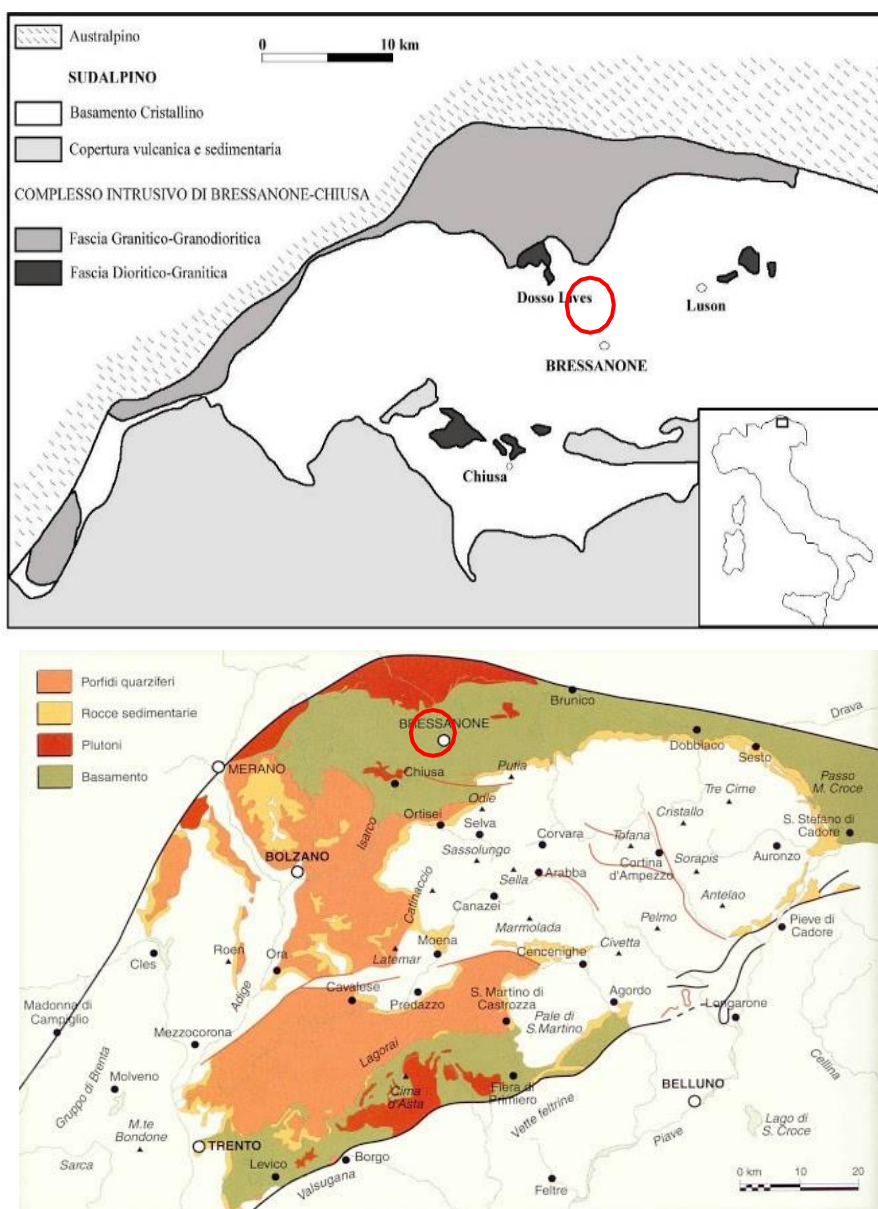 Australpino
0 10 km
SUDALPINO
Basamento Cristallino
Copertura vulcanica e sedimentaria
COMPLESSO INTRUSIVO DI BRESSANONE-CHIUSA
Fascia Granitico-Granodioritica
Fascia Dioritico-Granitica
Dosso Lives
Luson
BRESSANONE
Chiusa
Porfidi quarziferi
Rocce sedimentarie
Plutoni
Basamento
BRESSANONE
Brunico
Drava
MERANO
Dobbiaco
Sesto
Chiusa
Putia
Passo
M. Croce
Odle
Tre Cime
Isarco
Ortisei
Selva
Cristallo
S. Stefano di
Cadore
Sassolungo
Corvara
Tofana
BOLZANO
Cortina
d'Ampezzo
Sorapis
Auronzo
Sella
Arabba
Catinaccio
Canazei
Antelao
Marmolada
Pelmo
Pieve di
Cadore
Roen
Ora
Latemar
Moena
Civetta
Cencenighe
Cles
Adige
Cavalese
Predazzo
S. Martino di
Castrozza
Agordo
Longarone
Madonna di
Campiglio
Pale di
S.Martino
Mezzocorona
Lagorai
Cellina
Gruppo di Brenta
Molveno
Cima
d'Asta
Fiera di
Primiero
BELLUNO
Vette feltrine
M.te
Bondone
Lago di
S. Croce
TRENTO
Piave
Sarca
Levico
Borgo
Valsugana
Feltre
0 km 10 20